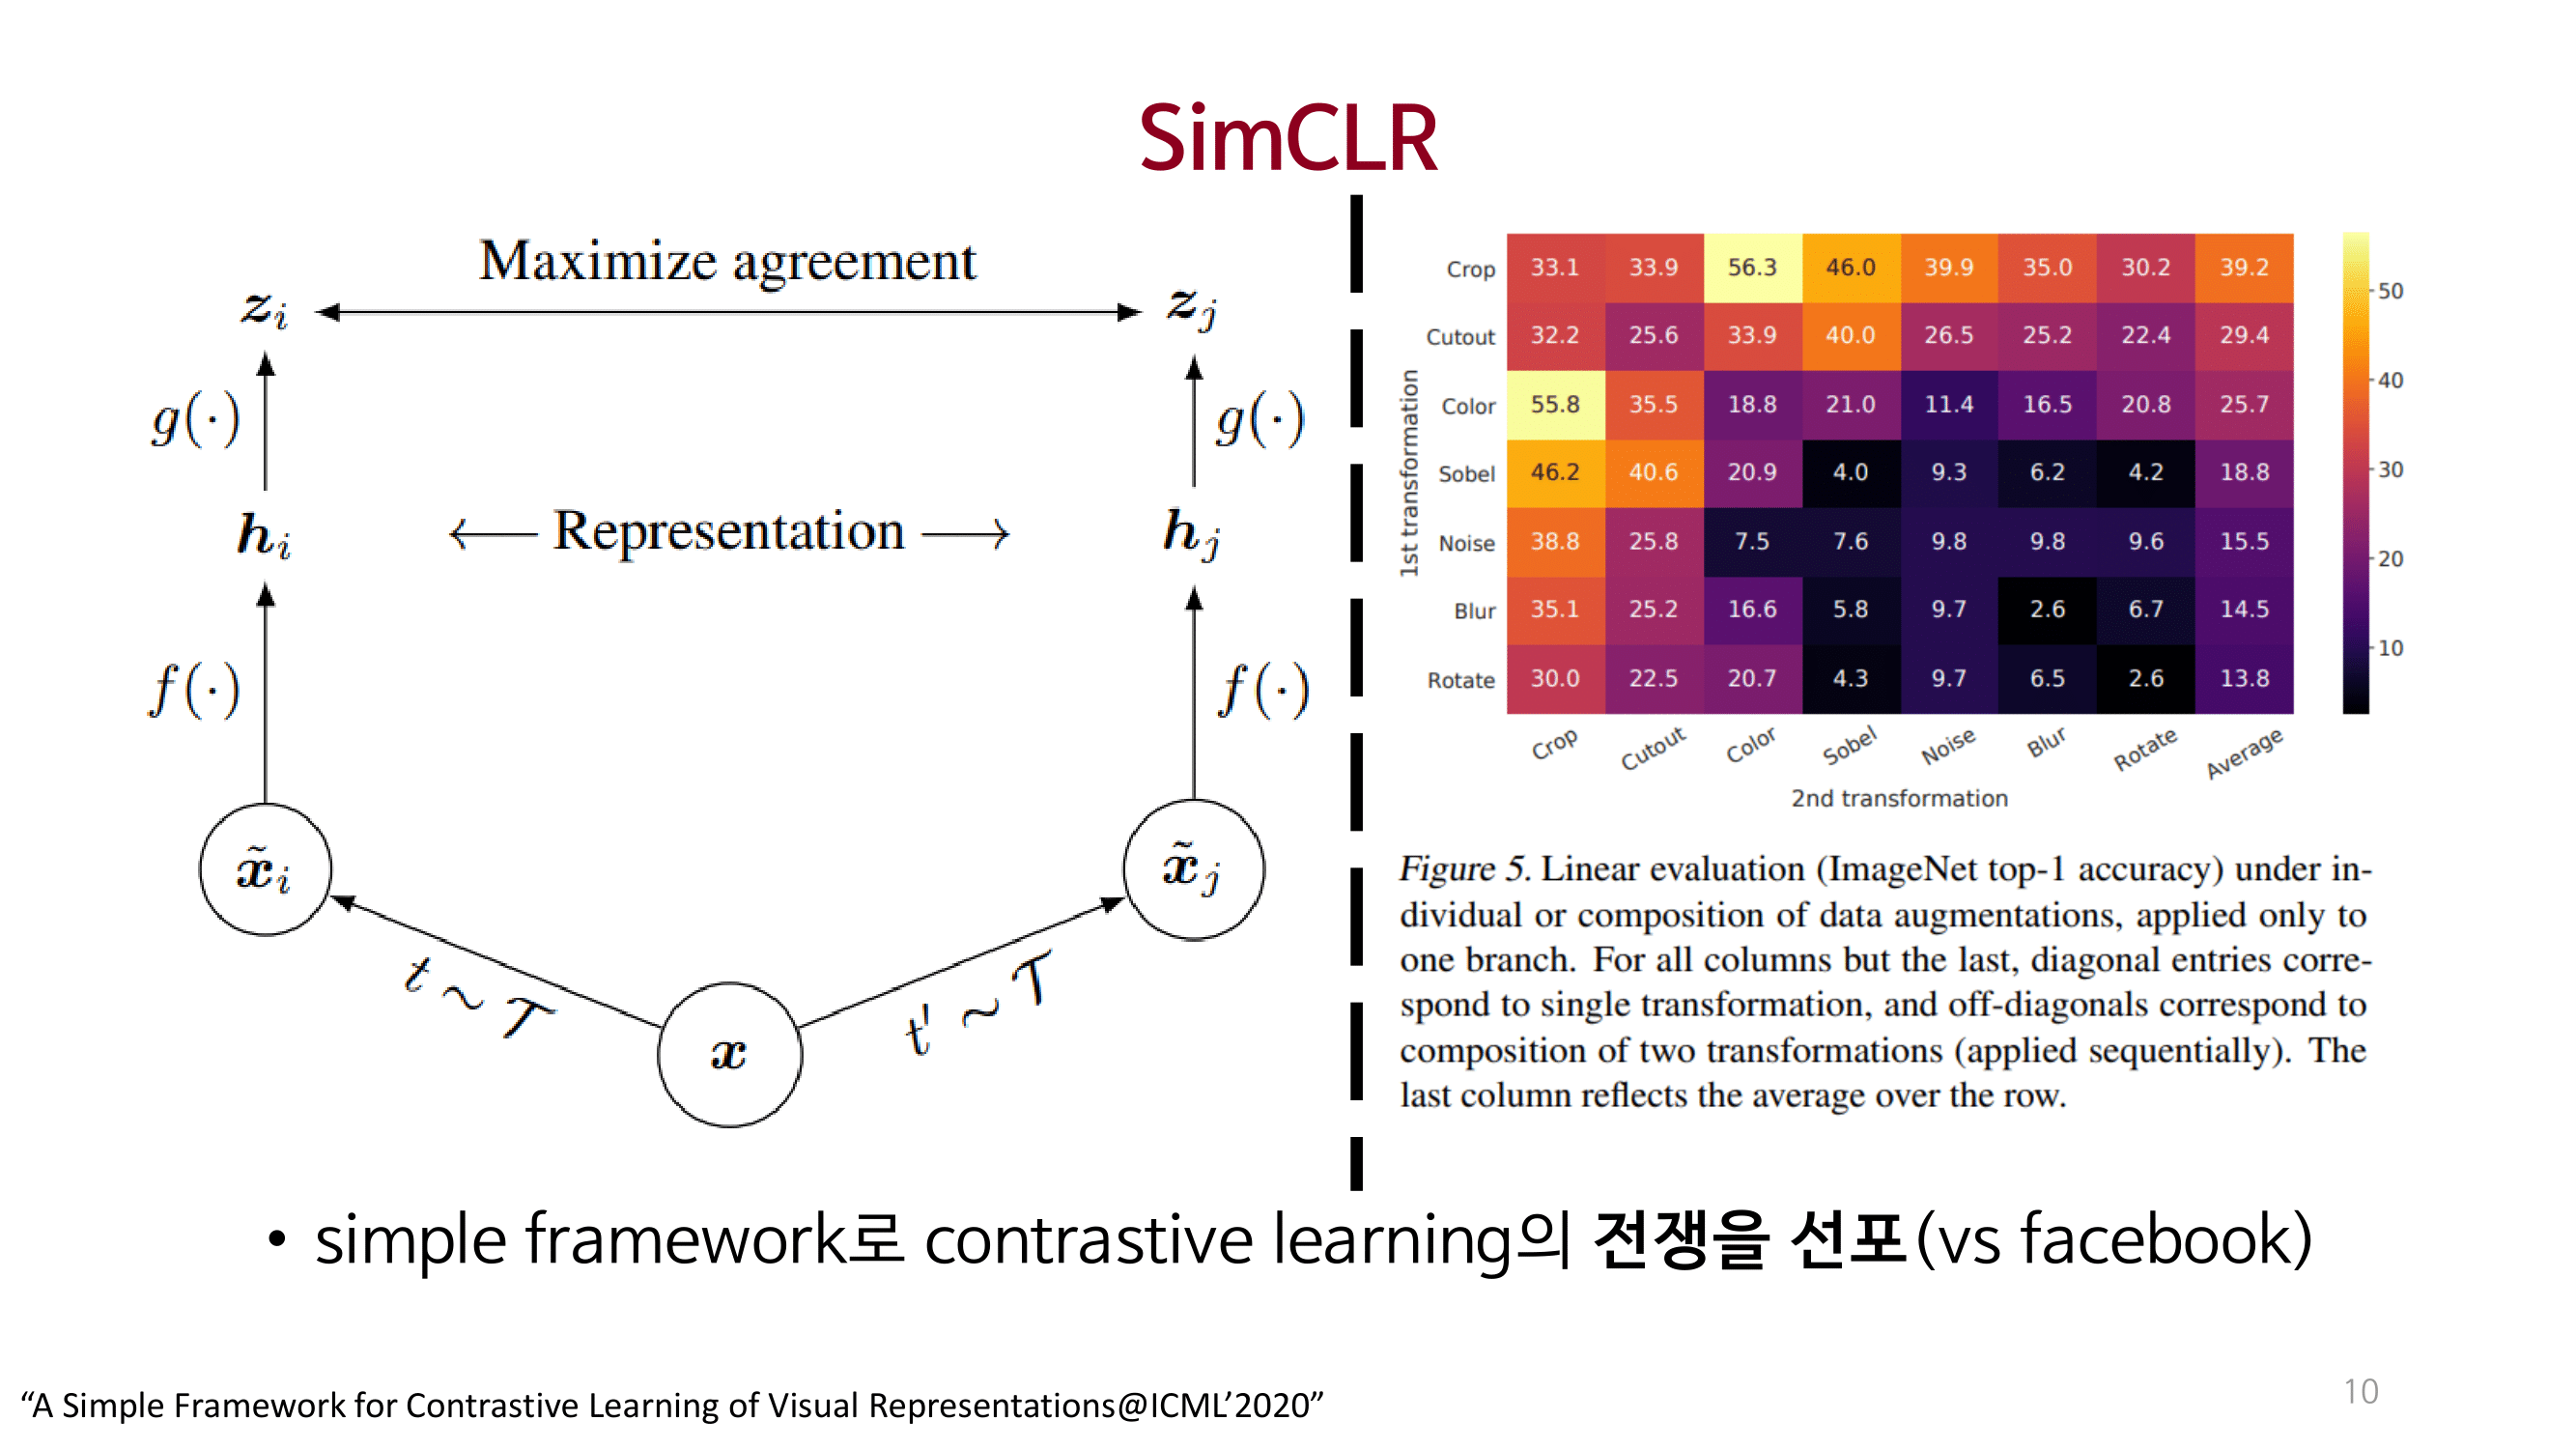 SimCLR
Maximize agreement
z_i
z_j
g(·)
g(·)
h_i
← Representation →
h_j
f(·)
f(·)
x̃_i
x̃_j
t ~ 𝒯
t' ~ 𝒯
x
1st transformation
Crop 33.1 33.9 56.3 46.0 39.9 35.0 30.2 39.2
Cutout 32.2 25.6 33.9 40.0 26.5 25.2 22.4 29.4
Color 55.8 35.5 18.8 21.0 11.4 16.5 20.8 25.7
Sobel 46.2 40.6 20.9 4.0 9.3 6.2 4.2 18.8
Noise 38.8 25.8 7.5 7.6 9.8 9.8 9.6 15.5
Blur 35.1 25.2 16.6 5.8 9.7 2.6 6.7 14.5
Rotate 30.0 22.5 20.7 4.3 9.7 6.5 2.6 13.8
Crop Cutout Color Sobel Noise Blur Rotate Average
2nd transformation
50
40
30
20
10
Figure 5. Linear evaluation (ImageNet top-1 accuracy) under in-
dividual or composition of data augmentations, applied only to
one branch. For all columns but the last, diagonal entries corre-
spond to single transformation, and off-diagonals correspond to
composition of two transformations (applied sequentially). The
last column reflects the average over the row.
• simple framework로 contrastive learning의 전쟁을 선포(vs facebook)
“A Simple Framework for Contrastive Learning of Visual Representations@ICML’2020”
10